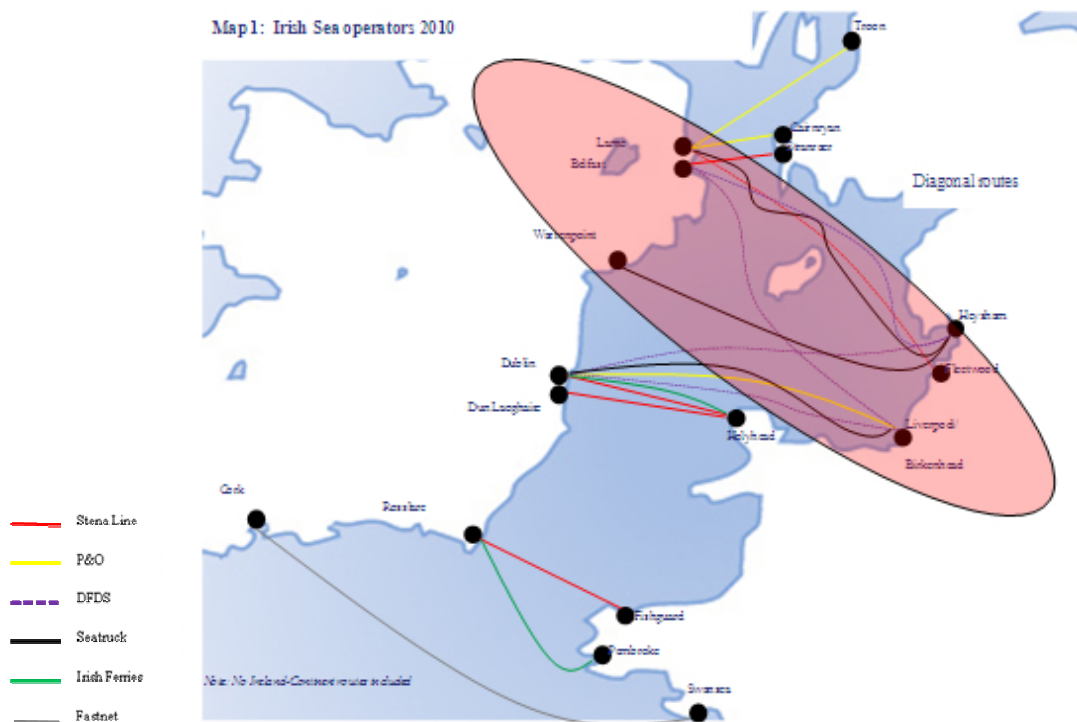 Map 1: Irish Sea operators 2010
Troon
Cairnryan
Stranraer
Larne
Belfast
Diagonal routes
Warrenpoint
Heysham
Dublin
Fleetwood
Dun Laoghaire
Liverpool/
Holyhead
Birkenhead
Cork
Rosslare
Stena Line
P&O
DFDS
Seatruck
Fishguard
Pembroke
Irish Ferries
Note: No Ireland-Continent routes included
Swansea
Fastnet